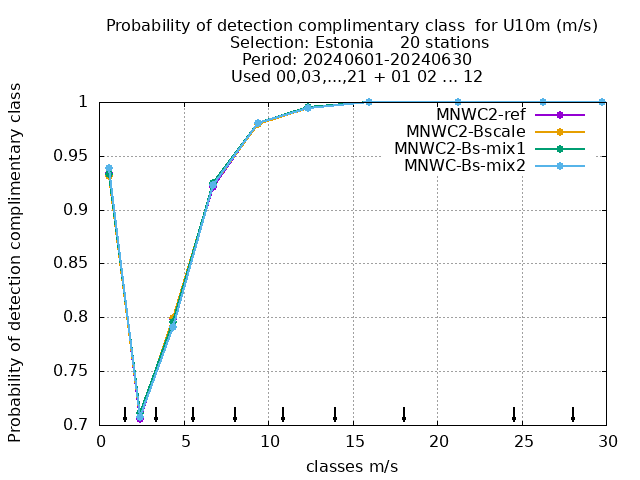 Probability of detection complimentary class  for U10m (m/s)
Selection: Estonia     20 stations
Period: 20240601-20240630
Used 00,03,...,21 + 01 02 ... 12
Probability of detection complimentary class
1
0.95
0.9
0.85
0.8
0.75
0.7
MNWC2-ref
MNWC2-Bscale
MNWC2-Bs-mix1
MNWC-Bs-mix2
0 5 10 15 20 25 30
classes m/s